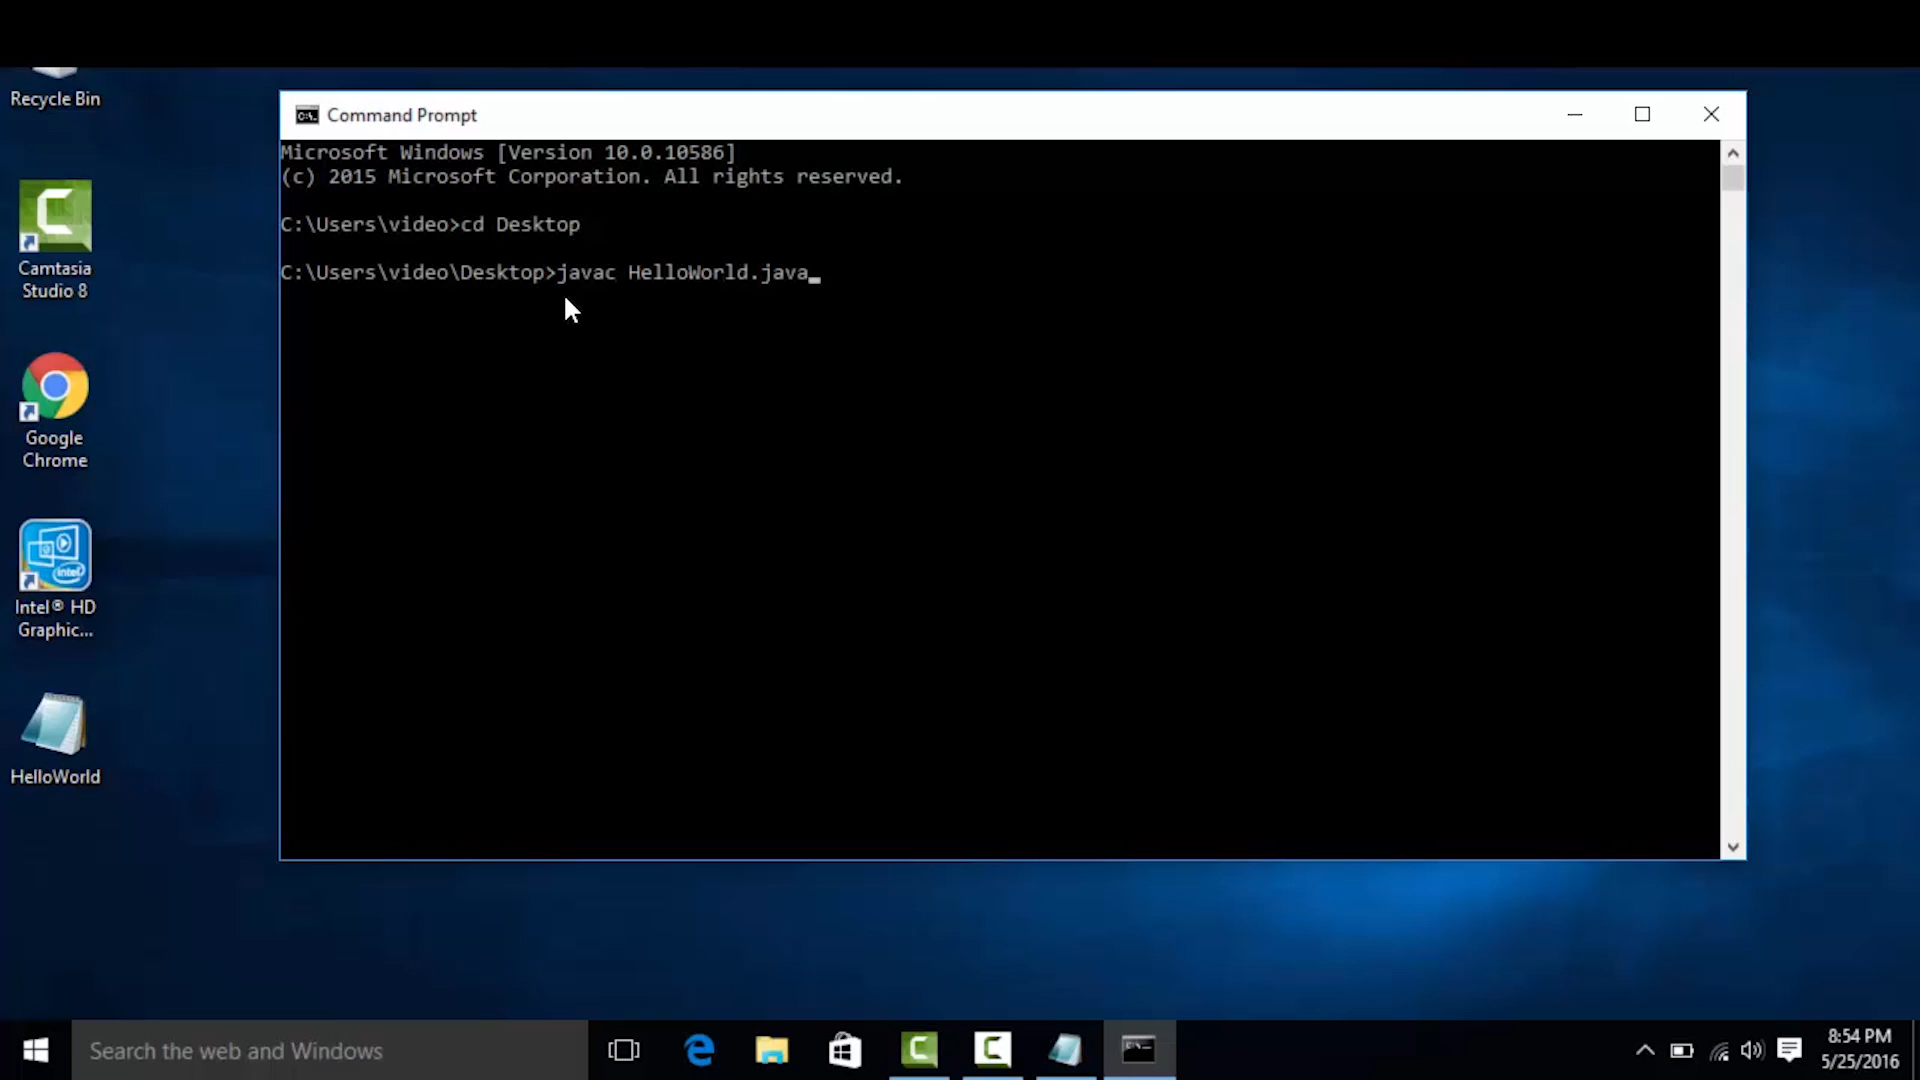 Recycle Bin
Command Prompt
Microsoft Windows [Version 10.0.10586]
(c) 2015 Microsoft Corporation. All rights reserved.
C:\Users\video>cd Desktop
C:\Users\video\Desktop>javac HelloWorld.java_
Camtasia
Studio 8
Google
Chrome
intel
Intel® HD
Graphic...
HelloWorld
Search the web and Windows
8:54 PM
5/25/2016